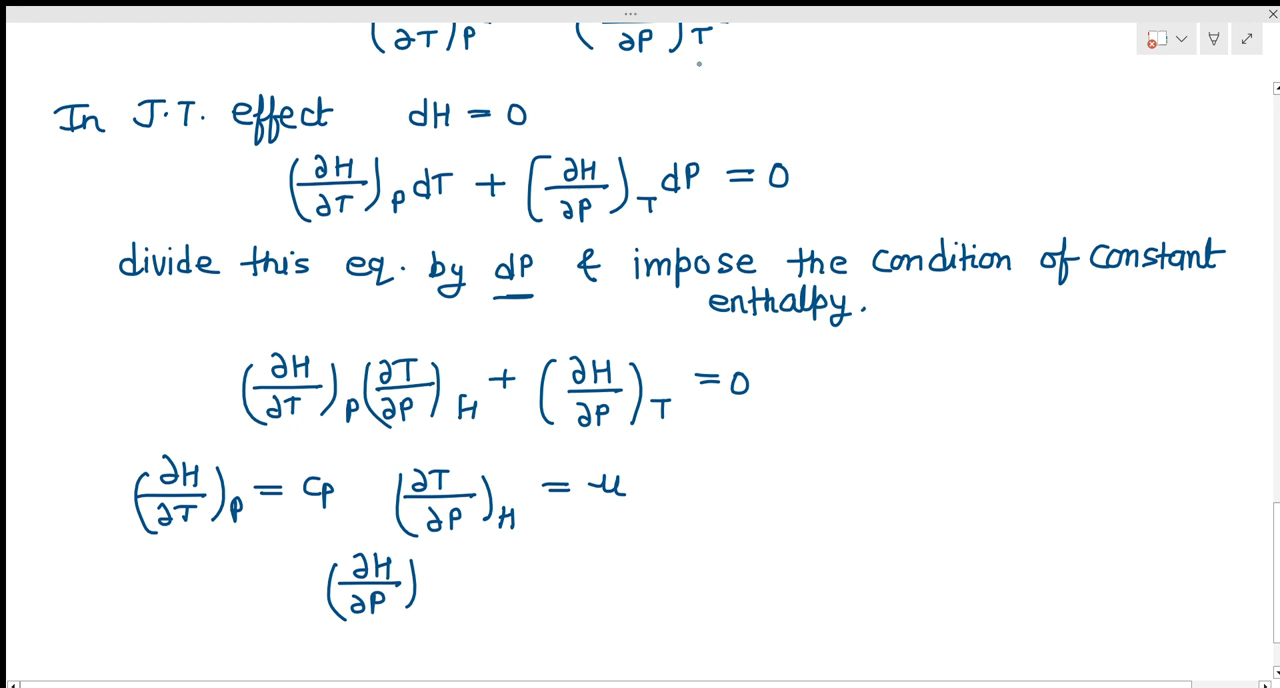 (∂T)P (∂P)T
In J.T. effect dH = 0
(∂H/∂T)P dT + [∂H/∂P)T dP = 0
divide this eq. by dP & impose the condition of constant
enthalpy.
(∂H/∂T)P (∂T/∂P)H + (∂H/∂P)T = 0
(∂H/∂T)P = CP (∂T/∂P)H = μ
(∂H/∂P)